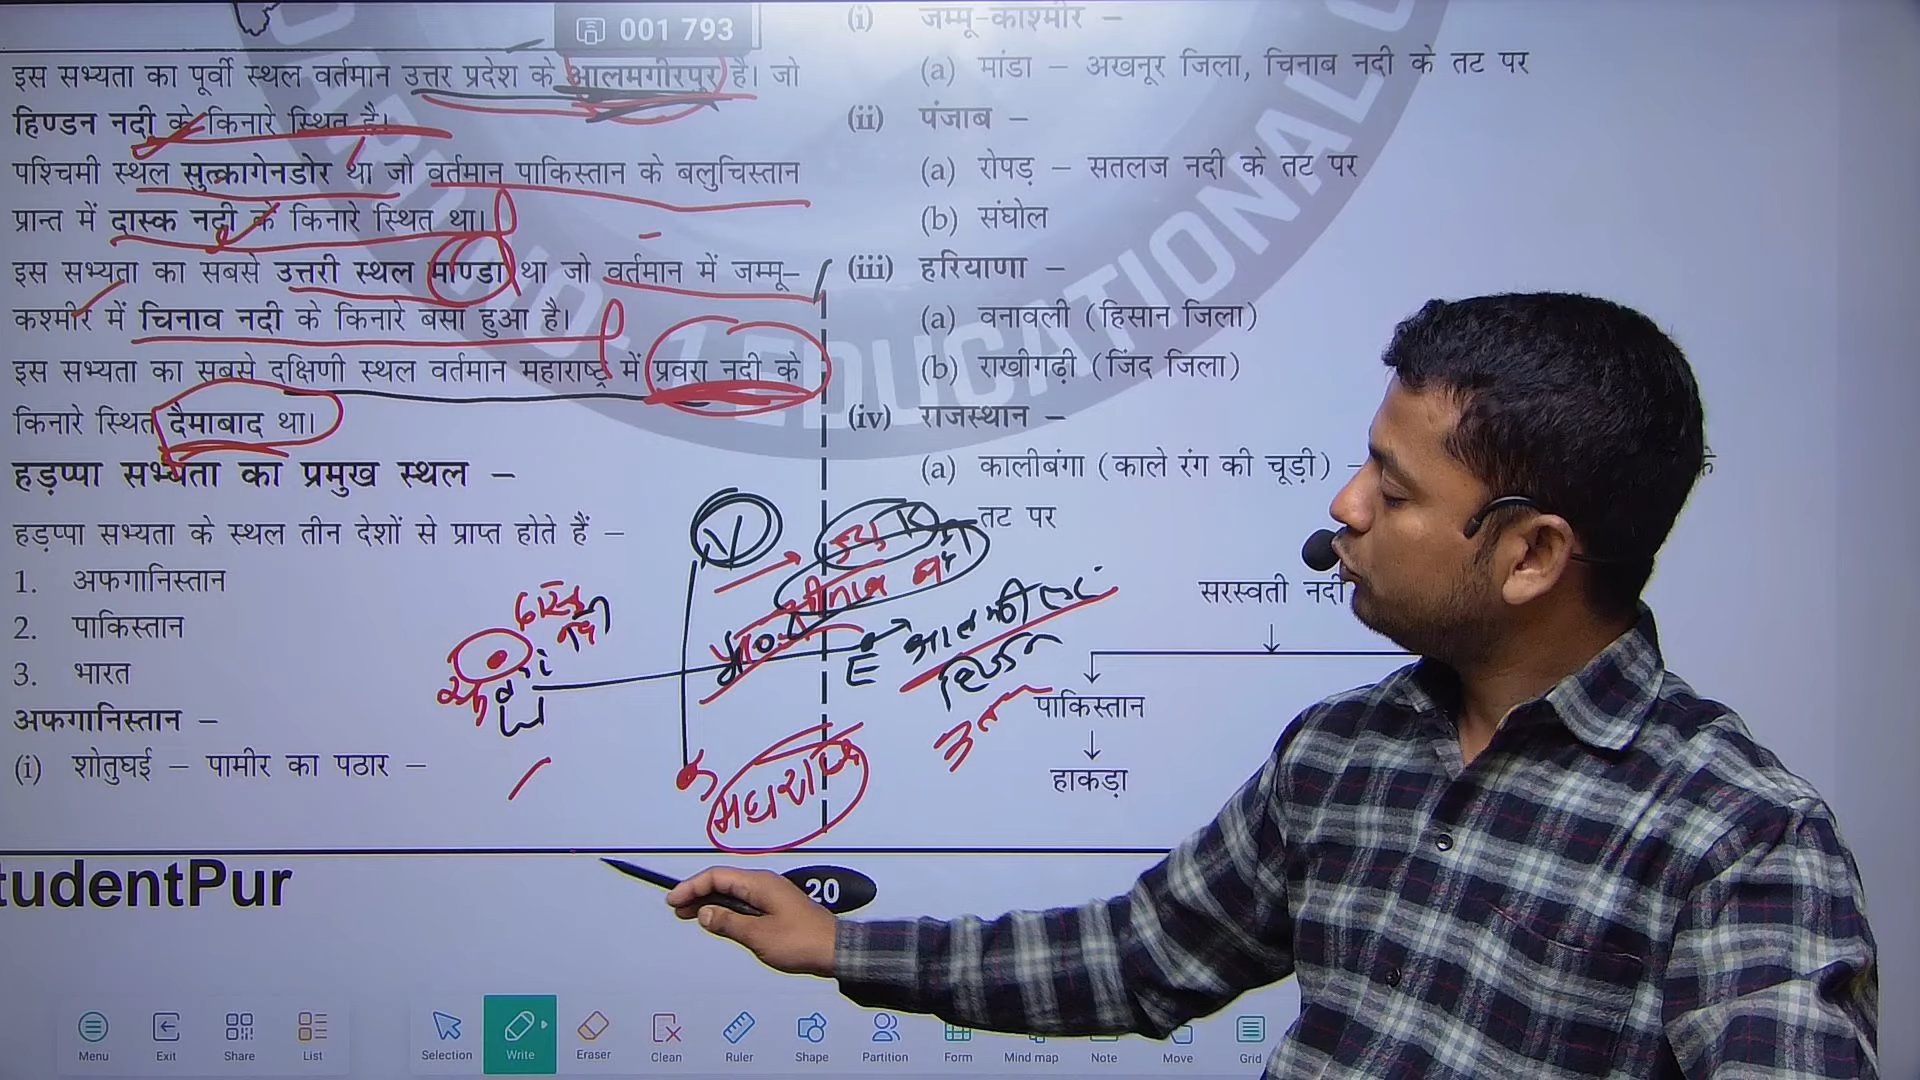 001 793
इस सभ्यता का पूर्वी स्थल वर्तमान उत्तर प्रदेश के आलमगीरपुर है। जो
हिण्डन नदी के किनारे स्थित है।
पश्चिमी स्थल सुत्कागेनडोर था जो वर्तमान पाकिस्तान के बलुचिस्तान
प्रान्त में दास्क नदी के किनारे स्थित था।
इस सभ्यता का सबसे उत्तरी स्थल माण्डा था जो वर्तमान में जम्मू–
कश्मीर में चिनाव नदी के किनारे बसा हुआ है।
इस सभ्यता का सबसे दक्षिणी स्थल वर्तमान महाराष्ट्र में प्रवरा नदी के
किनारे स्थित दैमाबाद था।
हड़प्पा सभ्यता का प्रमुख स्थल –
हड़प्पा सभ्यता के स्थल तीन देशों से प्राप्त होते हैं –
1. अफगानिस्तान
2. पाकिस्तान
3. भारत
अफगानिस्तान –
(i) शोतुघई – पामीर का पठार –
(i) जम्मू-काश्मीर –
(a) मांडा – अखनूर जिला, चिनाब नदी के तट पर
(ii) पंजाब –
(a) रोपड़ – सतलज नदी के तट पर
(b) संघोल
(iii) हरियाणा –
(a) वनावली (हिसान जिला)
(b) राखीगढ़ी (जिंद जिला)
(iv) राजस्थान –
(a) कालीबंगा (काले रंग की चूड़ी) – के
तट पर
सरस्वती नदी
पाकिस्तान
हाकड़ा
N
J&K
E
W
नदी
EDUCATIONAL
tudentPur
20
Menu
Exit
Share
List
Selection
Write
Eraser
Clean
Ruler
Shape
Partition
Form
Mind map
Note
Move
Grid